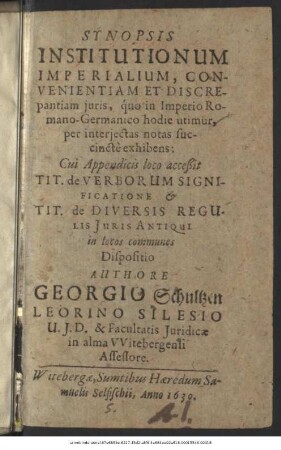 SYNOPSIS
INSTITUTIONUM
IMPERIALIUM, CON-
VENIENTIAM ET DISCRE-
pantiam juris, quo in Imperio Ro-
mano-Germanico hodie utimur,
per interjectas notas suc-
cinctè exhibens:
Cui Appendicis loco accessit
TIT. de VERBORUM SIGNI-
FICATIONE &
TIT. de DIVERSIS REGU-
LIS JURIS ANTIQUI
in locos communes
Dispositio
AUTHORE
GEORGIO Schultzen
LEORINO SILESIO
U. J. D. & Facultatis Juridicæ
in alma VVitebergensi
Assessore.
Witebergæ, Sumtibus Hæredum Sa-
muelis Selfischii, Anno 1630.